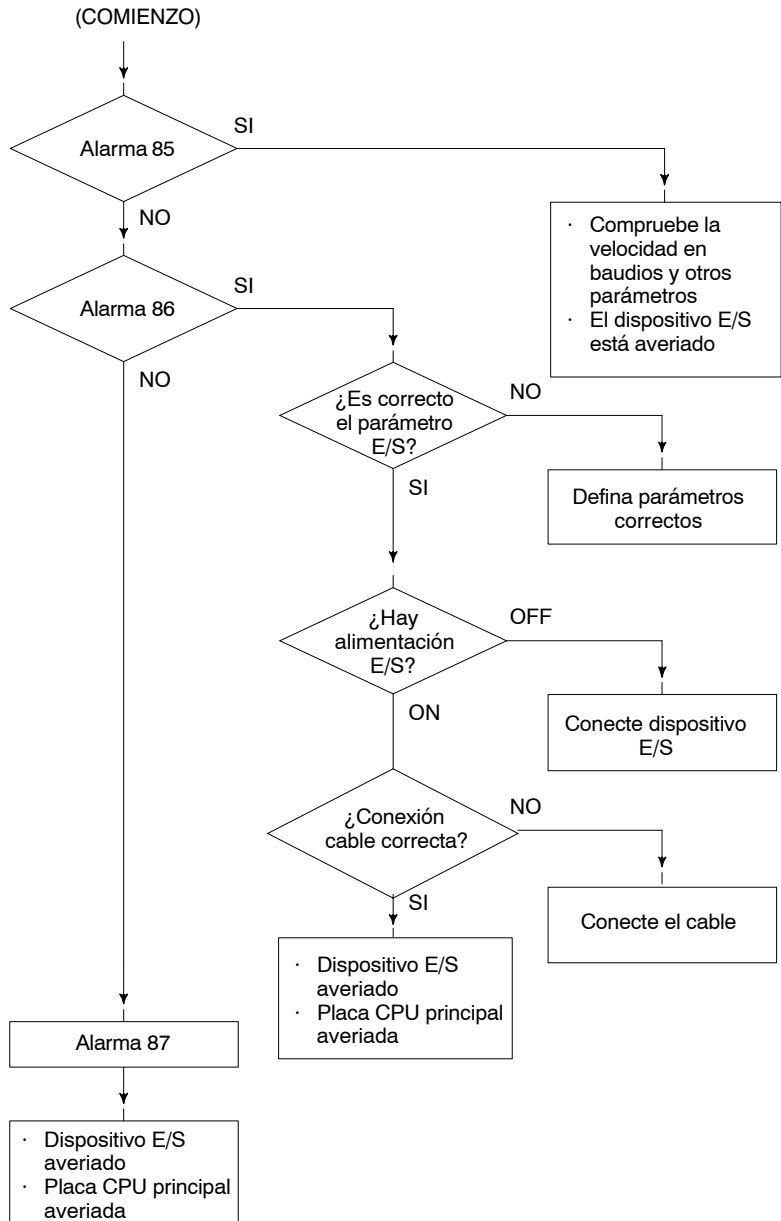 (COMIENZO)
Alarma 85
SI
NO
· Compruebe la
velocidad en
baudios y otros
parámetros
· El dispositivo E/S
está averiado
Alarma 86
SI
NO
¿Es correcto
el parámetro
E/S?
NO
SI
Defina parámetros
correctos
¿Hay
alimentación
E/S?
OFF
ON
Conecte dispositivo
E/S
¿Conexión
cable correcta?
NO
SI
Conecte el cable
· Dispositivo E/S
averiado
· Placa CPU principal
averiada
Alarma 87
· Dispositivo E/S
averiado
· Placa CPU principal
averiada